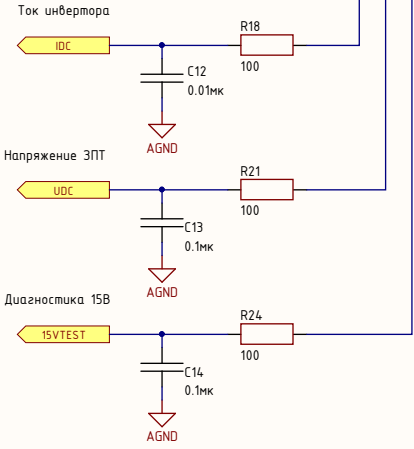 Ток инвертора
R18
IDC
C12
100
0.01мк
AGND
Напряжение ЗПТ
R21
UDC
C13
100
0.1мк
AGND
Диагностика 15В
R24
15VTEST
C14
100
0.1мк
AGND